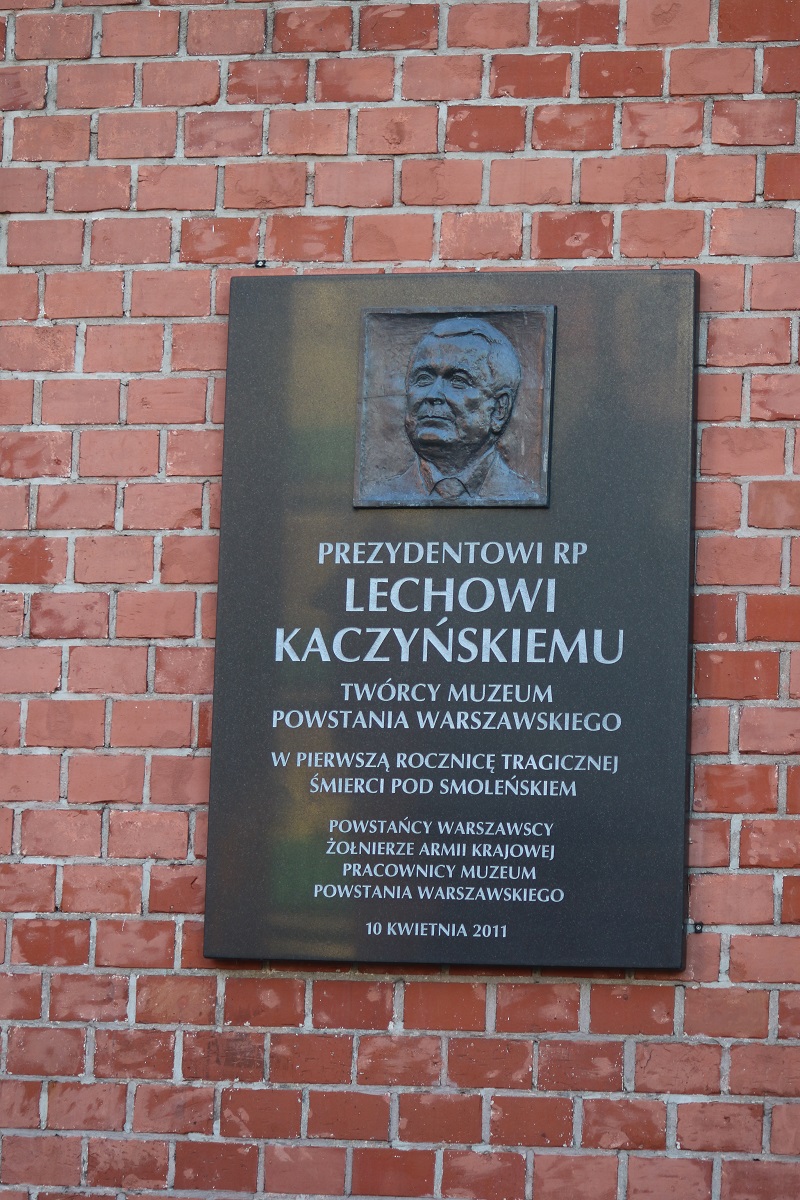 PREZYDENTOWI RP
LECHOWI
KACZYŃSKIEMU
TWÓRCY MUZEUM
POWSTANIA WARSZAWSKIEGO
W PIERWSZĄ ROCZNICĘ TRAGICZNEJ
ŚMIERCI POD SMOLEŃSKIEM
POWSTAŃCY WARSZAWSCY
ŻOŁNIERZE ARMII KRAJOWEJ
PRACOWNICY MUZEUM
POWSTANIA WARSZAWSKIEGO
10 KWIETNIA 2011